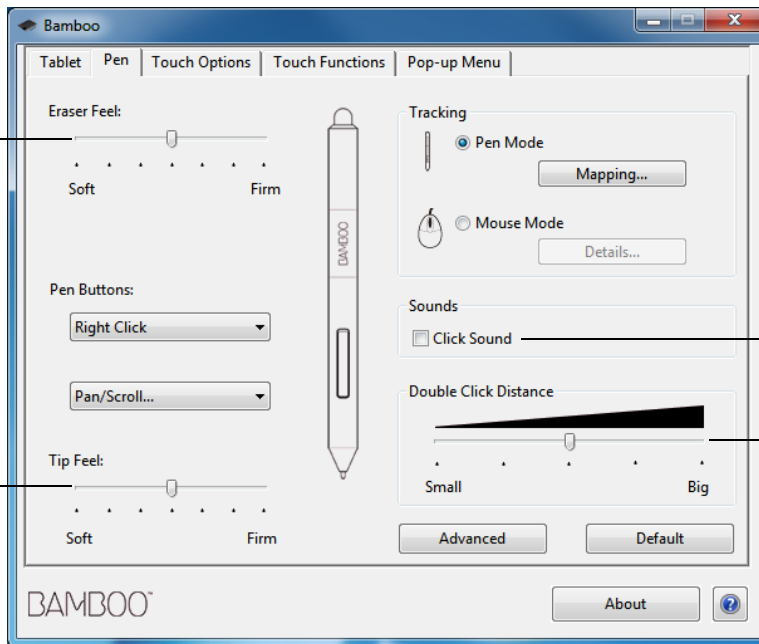 Bamboo
Tablet Pen Touch Options Touch Functions Pop-up Menu
Eraser Feel:
Soft Firm
Pen Buttons:
Right Click
Pan/Scroll...
Tip Feel:
Soft Firm
BAMBOO
Tracking
Pen Mode
Mapping...
Mouse Mode
Details...
Sounds
Click Sound
Double Click Distance
Small Big
Advanced Default
BAMBOO™
About ?